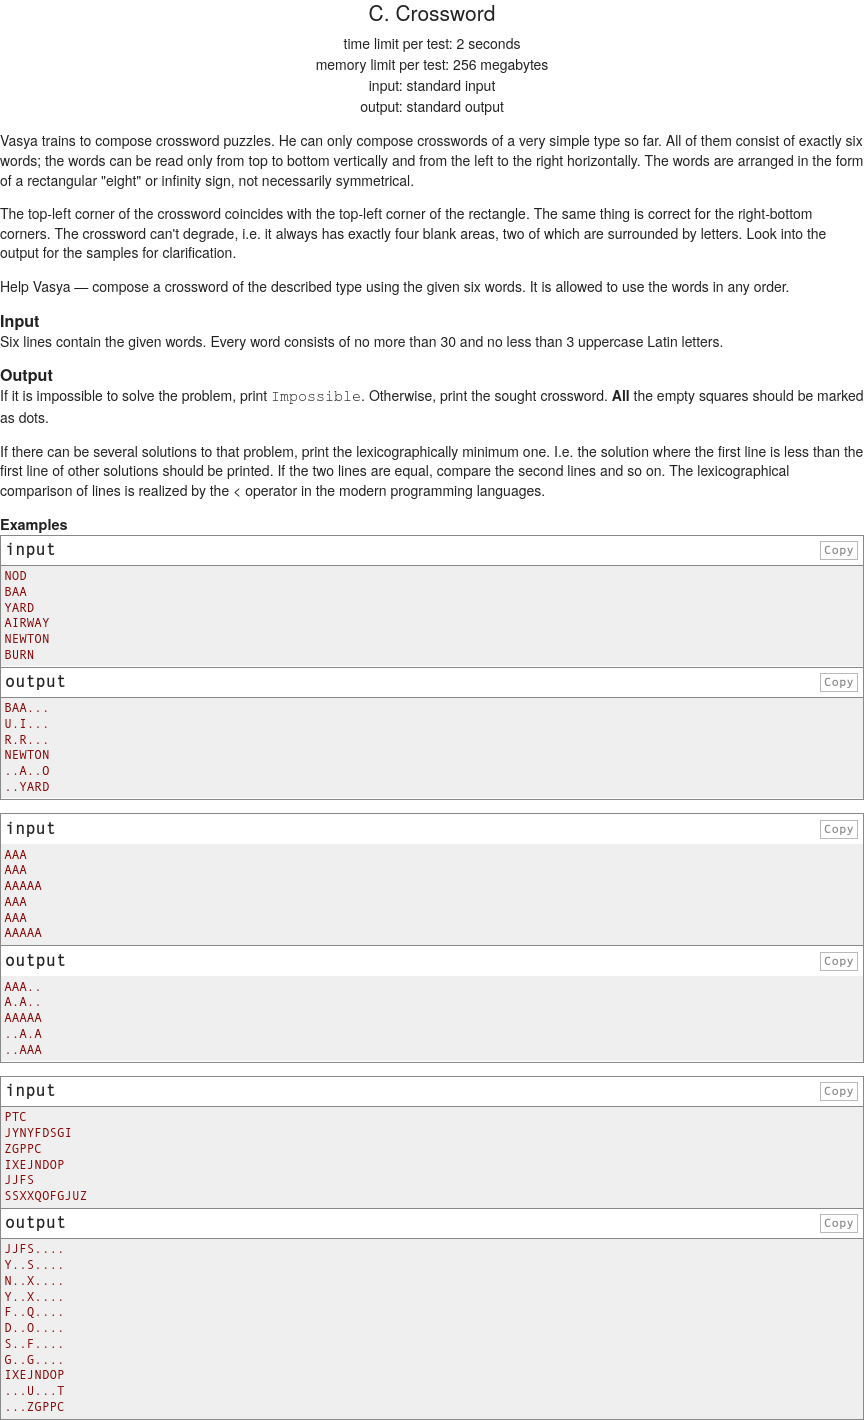 C. Crossword
time limit per test: 2 seconds
memory limit per test: 256 megabytes
input: standard input
output: standard output
Vasya trains to compose crossword puzzles. He can only compose crosswords of a very simple type so far. All of them consist of exactly six
words; the words can be read only from top to bottom vertically and from the left to the right horizontally. The words are arranged in the form
of a rectangular "eight" or infinity sign, not necessarily symmetrical.
The top-left corner of the crossword coincides with the top-left corner of the rectangle. The same thing is correct for the right-bottom
corners. The crossword can't degrade, i.e. it always has exactly four blank areas, two of which are surrounded by letters. Look into the
output for the samples for clarification.
Help Vasya — compose a crossword of the described type using the given six words. It is allowed to use the words in any order.
Input
Six lines contain the given words. Every word consists of no more than 30 and no less than 3 uppercase Latin letters.
Output
If it is impossible to solve the problem, print Impossible. Otherwise, print the sought crossword. All the empty squares should be marked
as dots.
If there can be several solutions to that problem, print the lexicographically minimum one. I.e. the solution where the first line is less than the
first line of other solutions should be printed. If the two lines are equal, compare the second lines and so on. The lexicographical
comparison of lines is realized by the < operator in the modern programming languages.
Examples
input Copy
NOD
BAA
YARD
AIRWAY
NEWTON
BURN
output Copy
BAA...
U.I...
R.R...
NEWTON
..A..O
..YARD
input Copy
AAA
AAA
AAAAA
AAA
AAA
AAAAA
output Copy
AAA..
A.A..
AAAAA
..A.A
..AAA
input Copy
PTC
JYNYFDSGI
ZGPPC
IXEJNDOP
JJFS
SSXXQOFGJUZ
output Copy
JJFS....
Y..S....
N..X....
Y..X....
F..Q....
D..O....
S..F....
G..G....
IXEJNDOP
...U...T
...ZGPPC